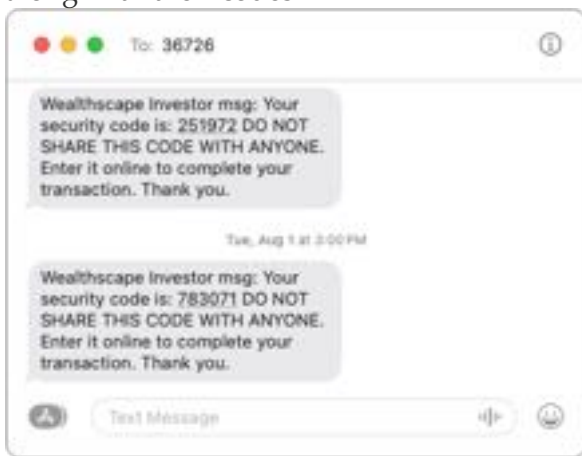 To: 36726
Wealthscape Investor msg: Your
security code is: 251972 DO NOT
SHARE THIS CODE WITH ANYONE.
Enter it online to complete your
transaction. Thank you.
Tue, Aug 1 at 3:00 PM
Wealthscape Investor msg: Your
security code is: 783071 DO NOT
SHARE THIS CODE WITH ANYONE.
Enter it online to complete your
transaction. Thank you.
Text Message